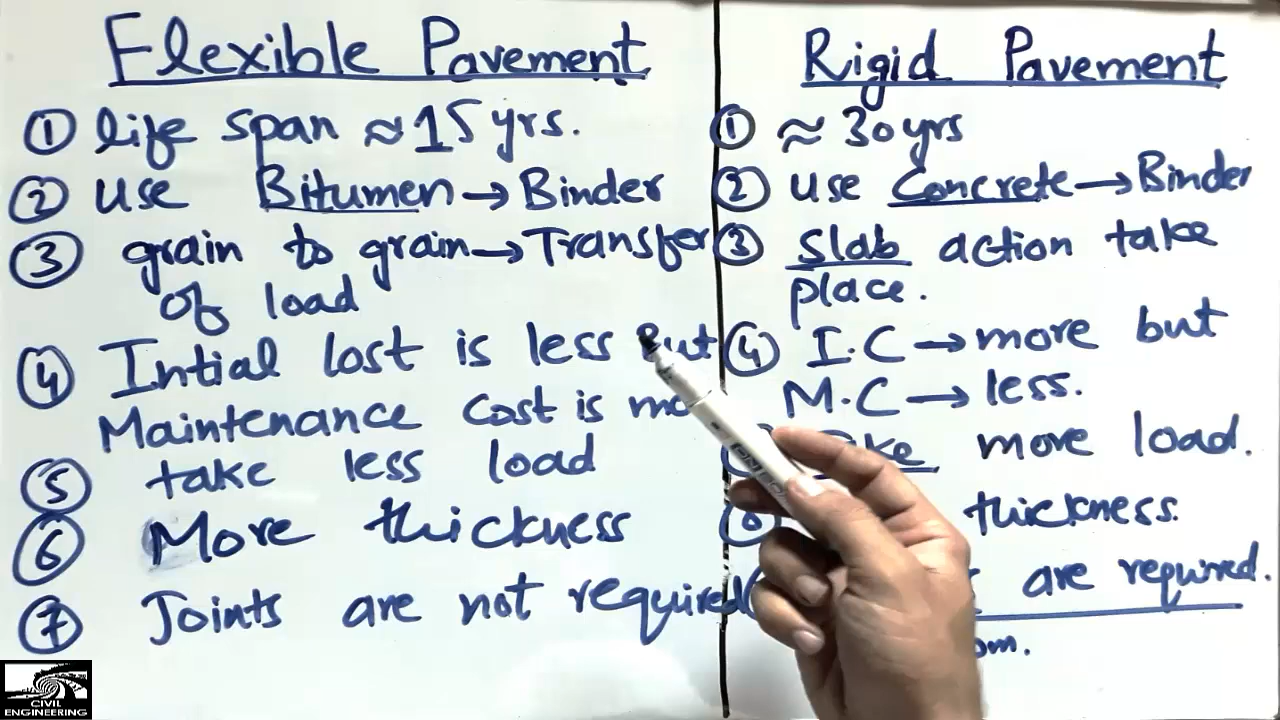 Flexible Pavement
① life span ≈ 15 yrs.
② Use Bitumen → Binder
③ grain to grain → Transfer
of load
④ Intial lost is less But
Maintenance cost is
⑤ take less load
⑥ More thickness
⑦ Joints are not required
Rigid Pavement
① ≈ 30 yrs
② use Concrete → Binder
③ Slab action take
place.
④ I.C → more but
M.C → less.
more load.
thickness.
are required.
CIVIL
ENGINEERING